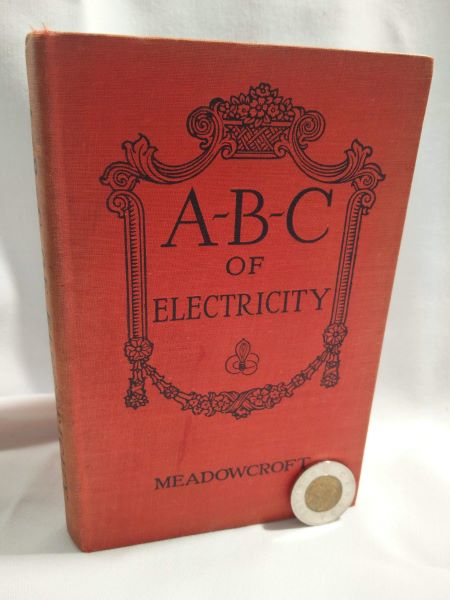 A-B-C
OF
ELECTRICITY
MEADOWCROFT